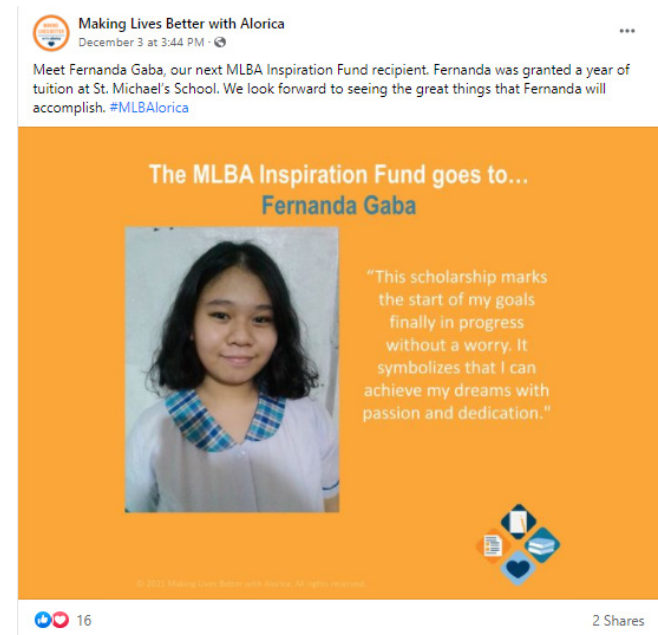 Making Lives Better with Alorica
December 3 at 3:44 PM ·
Meet Fernanda Gaba, our next MLBA Inspiration Fund recipient. Fernanda was granted a year of
tuition at St. Michael's School. We look forward to seeing the great things that Fernanda will
accomplish. #MLBAlorica
The MLBA Inspiration Fund goes to...
Fernanda Gaba
"This scholarship marks
the start of my goals
finally in progress
without a worry. It
symbolizes that I can
achieve my dreams with
passion and dedication."
© 2021 Making Lives Better with Alorica. All rights reserved.
16
2 Shares